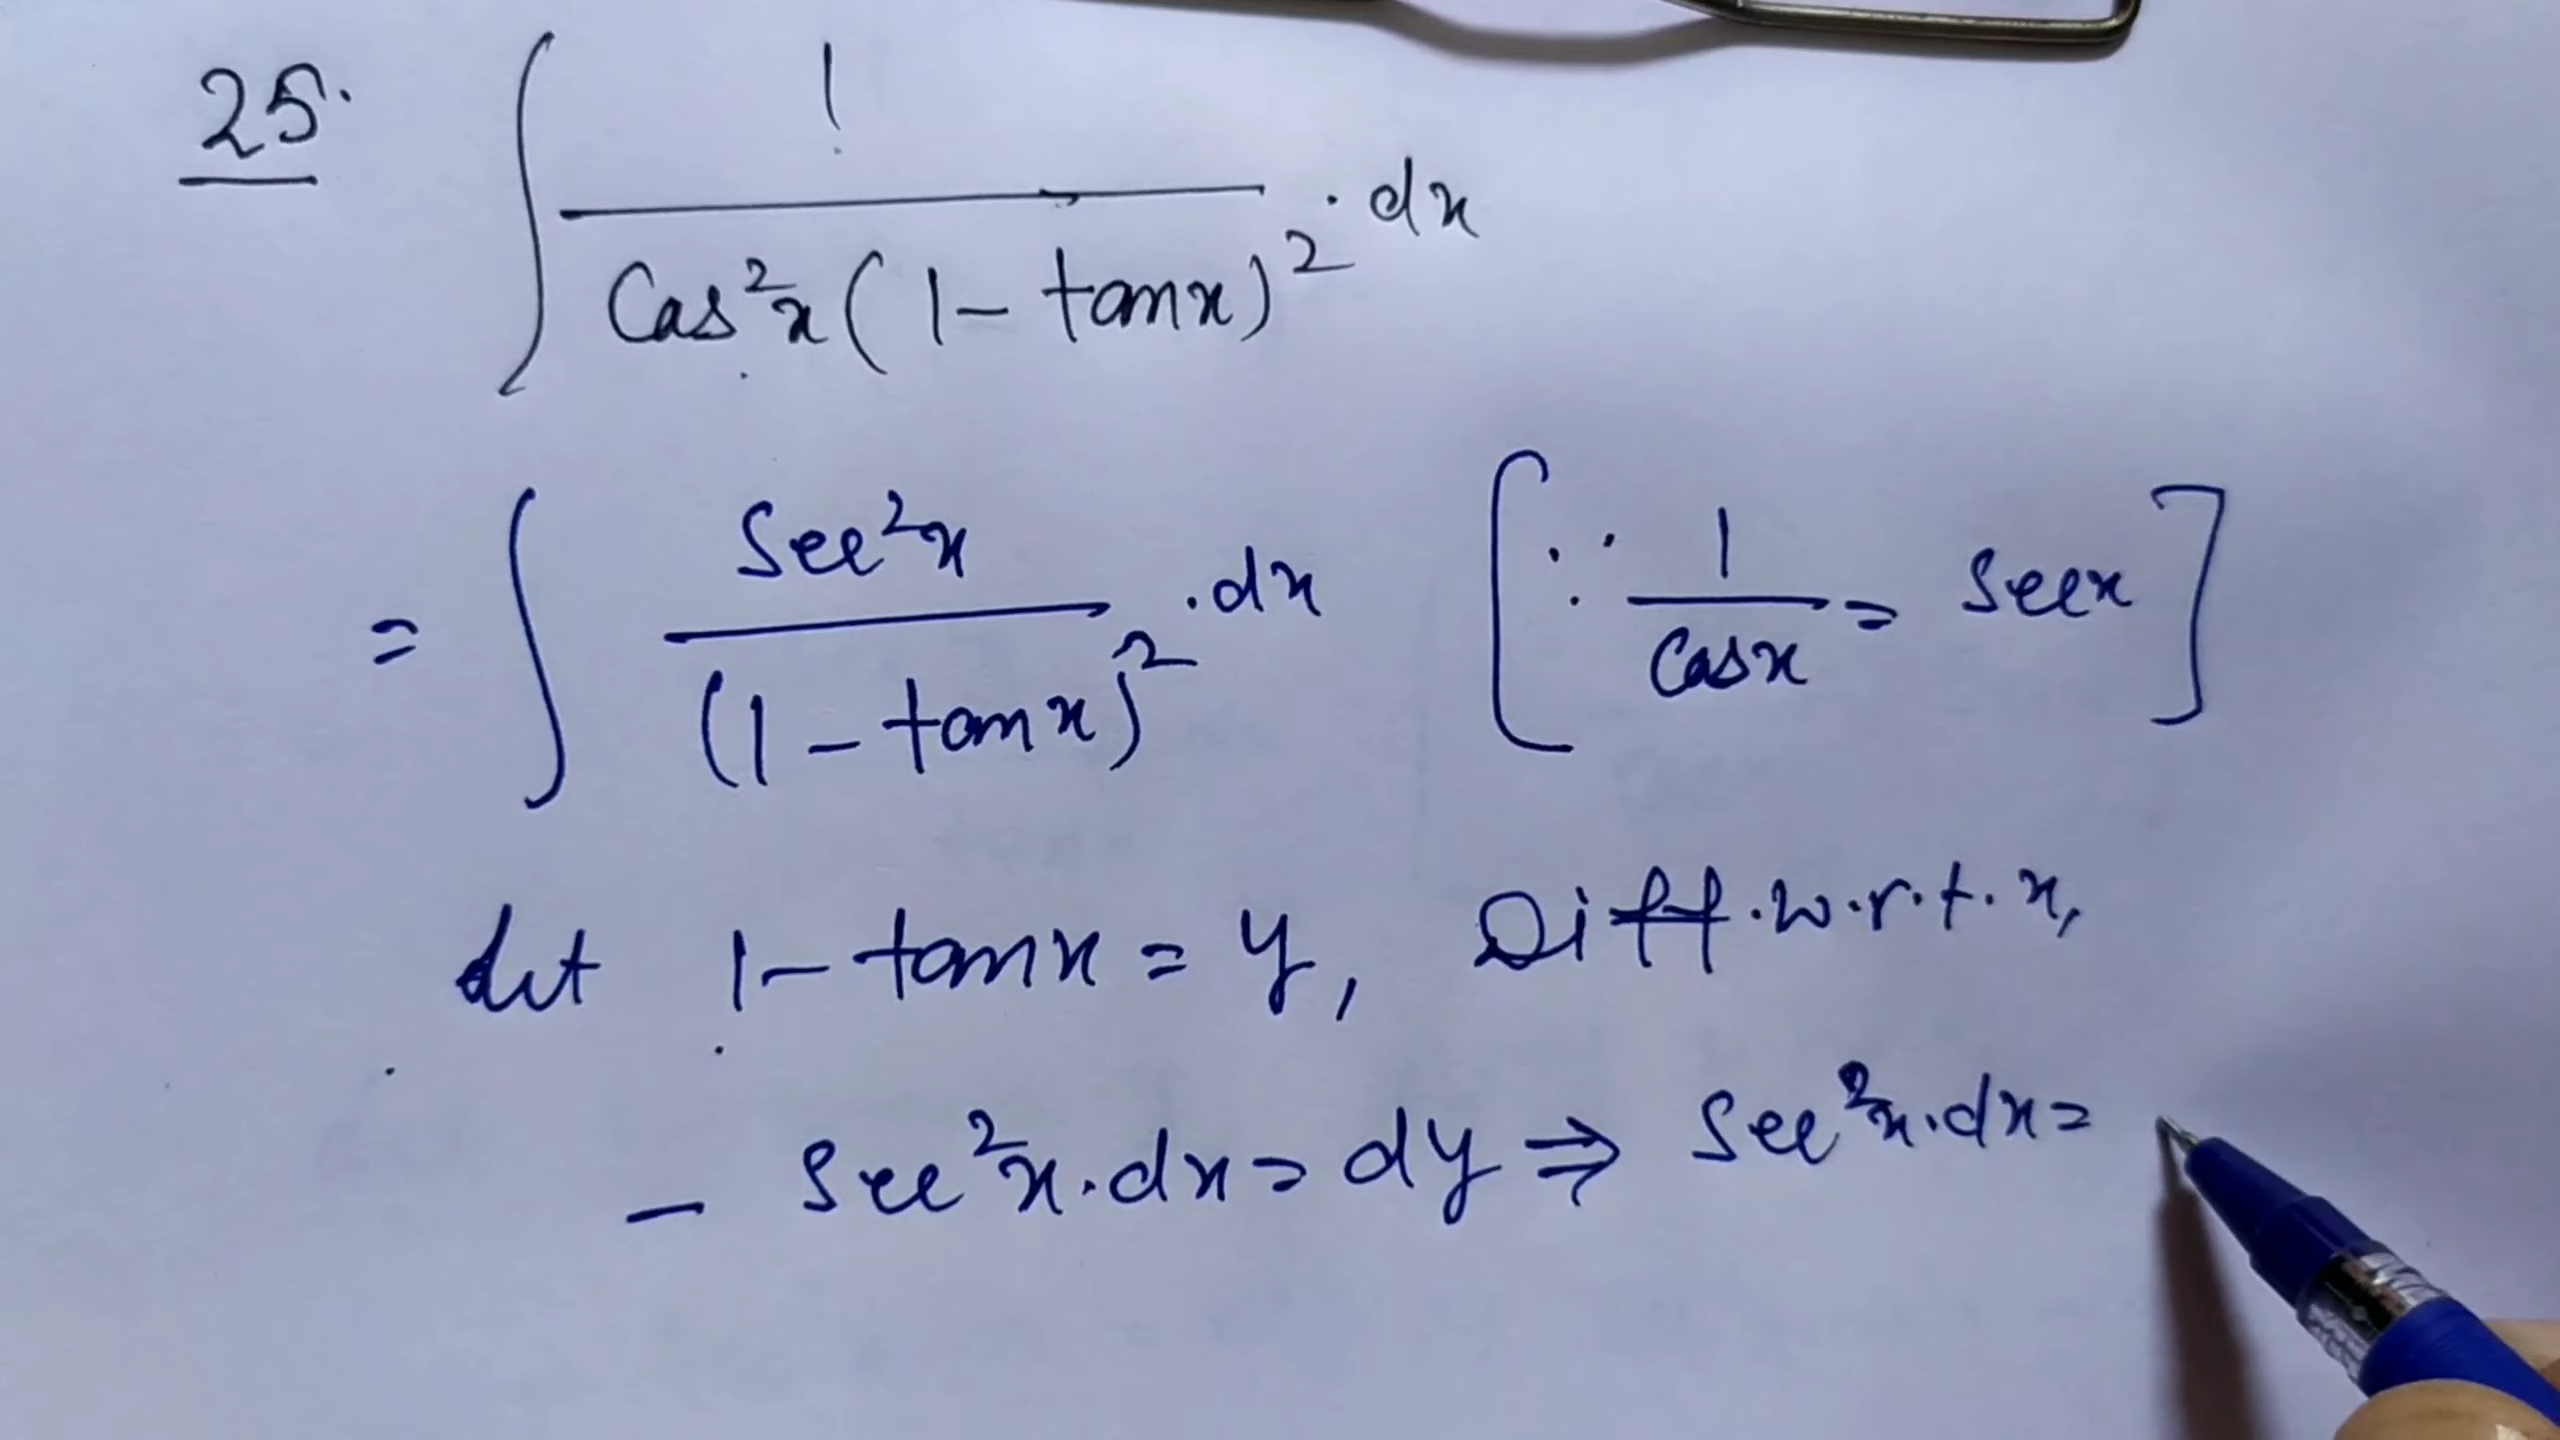 25. ∫ 1 / (Cos²x (1 - tanx)²) . dx
= ∫ Sec²x / (1 - tanx)² . dx [∵ 1 / Cosx = Secx]
Let 1 - tanx = y, Diff. w.r.t. x,
- Sec²x . dx = dy ⇒ Sec²x . dx =